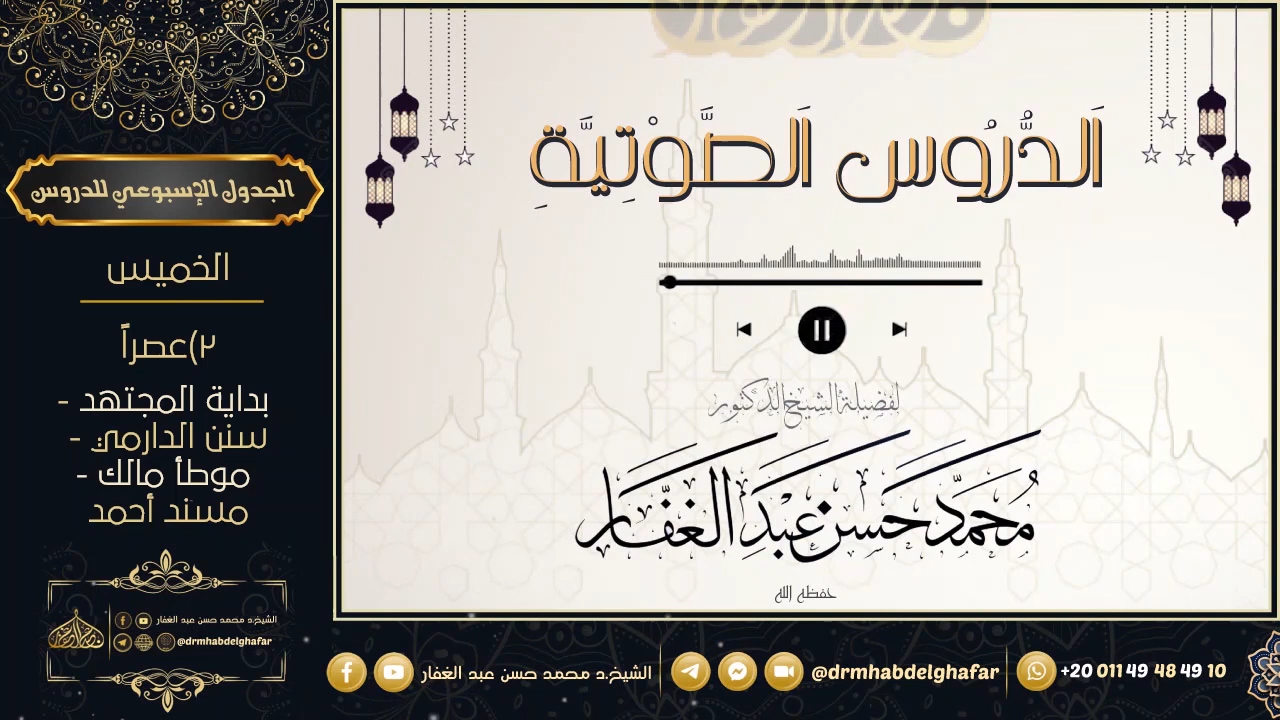 الدُّرُوس الصَّوْتِيَّةِ
لفضيلة الشيخ الدكتور
مُحَمَّد حَسَن عَبدِ الغَفَّار
حفظه الله
الجدول الإسبوعي للدروس
الخميس
٢)عصراً
بداية المجتهد -
سنن الدارمي -
موطأ مالك -
مسند أحمد
الشيخ.د محمد حسن عبد الغفار
@drmhabdelghafar
الشيخ.د محمد حسن عبد الغفار
@drmhabdelghafar
+20 011 49 48 49 10